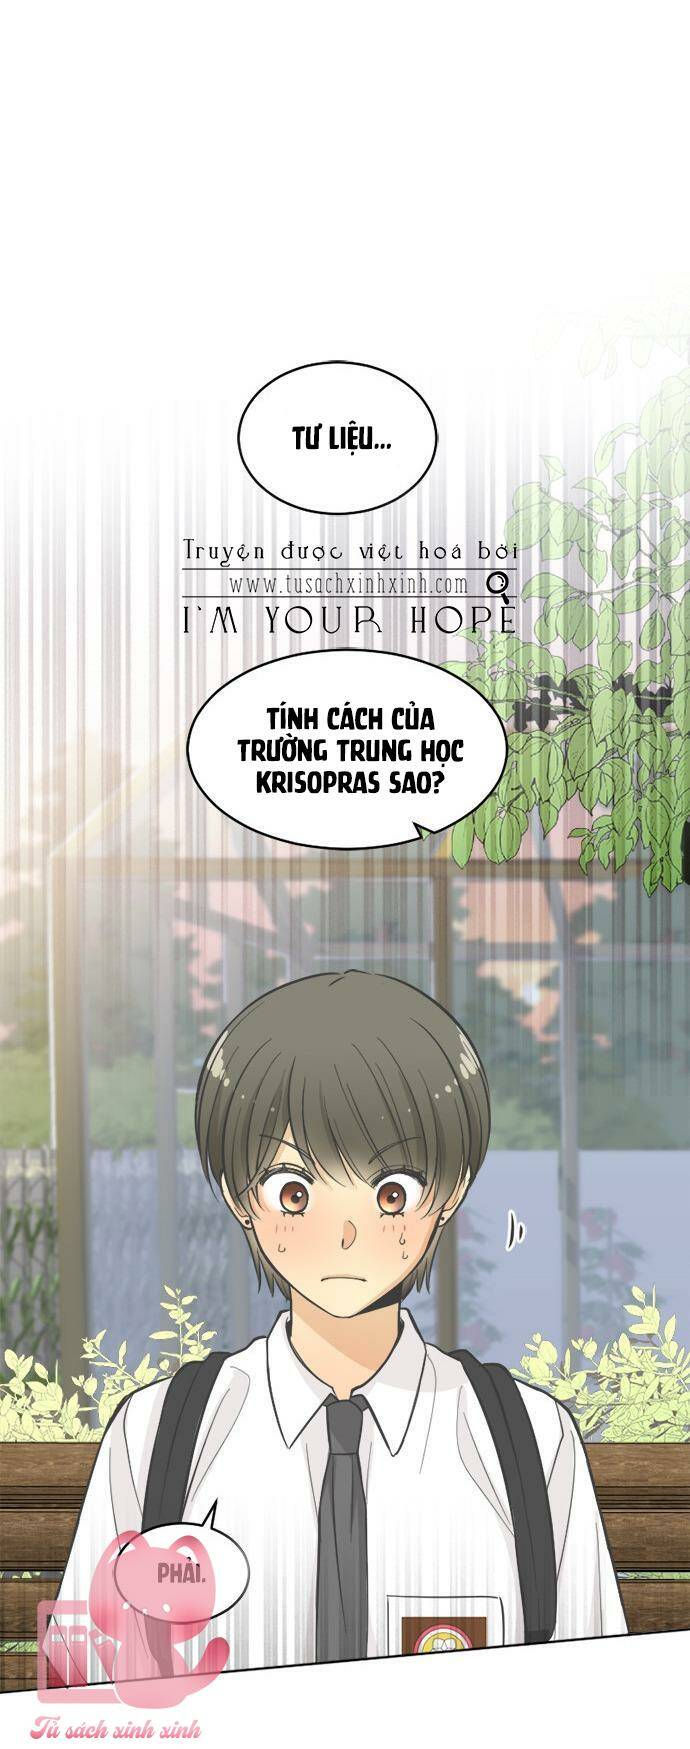 TƯ LIỆU...
Truyện được việt hoá bởi
www.tusachxinhxinh.com
I'M YOUR HOPE
TÍNH CÁCH CỦA
TRƯỜNG TRUNG HỌC
KRISOPRAS SAO?
PHẢI.
Tủ sách xinh xinh